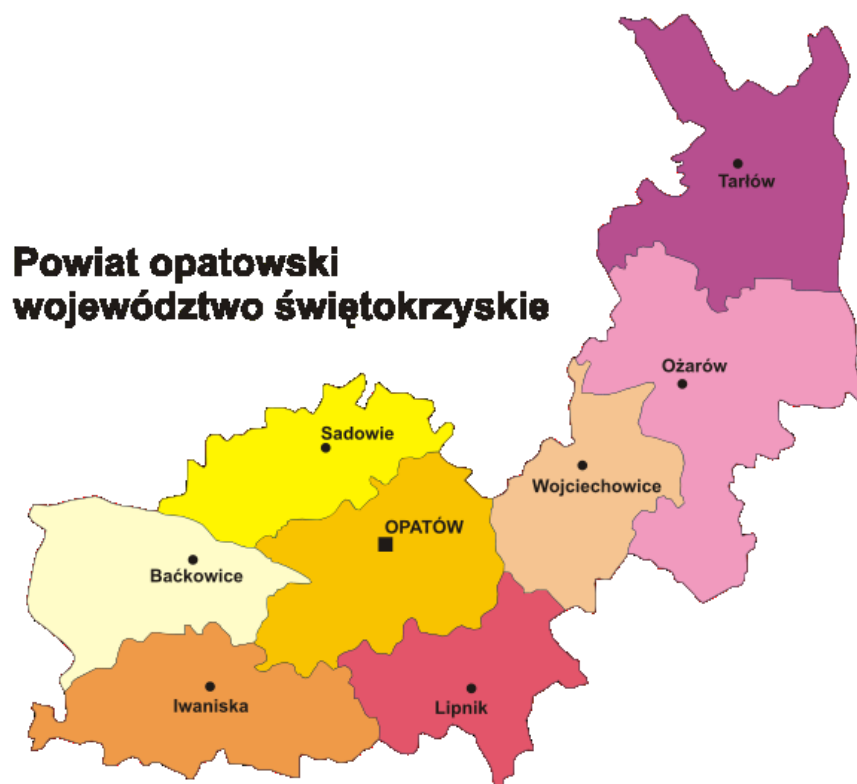 Tarłów
Powiat opatowski
województwo świętokrzyskie
Ożarów
Sadowie
Wojciechowice
OPATÓW
Baćkowice
Iwaniska
Lipnik